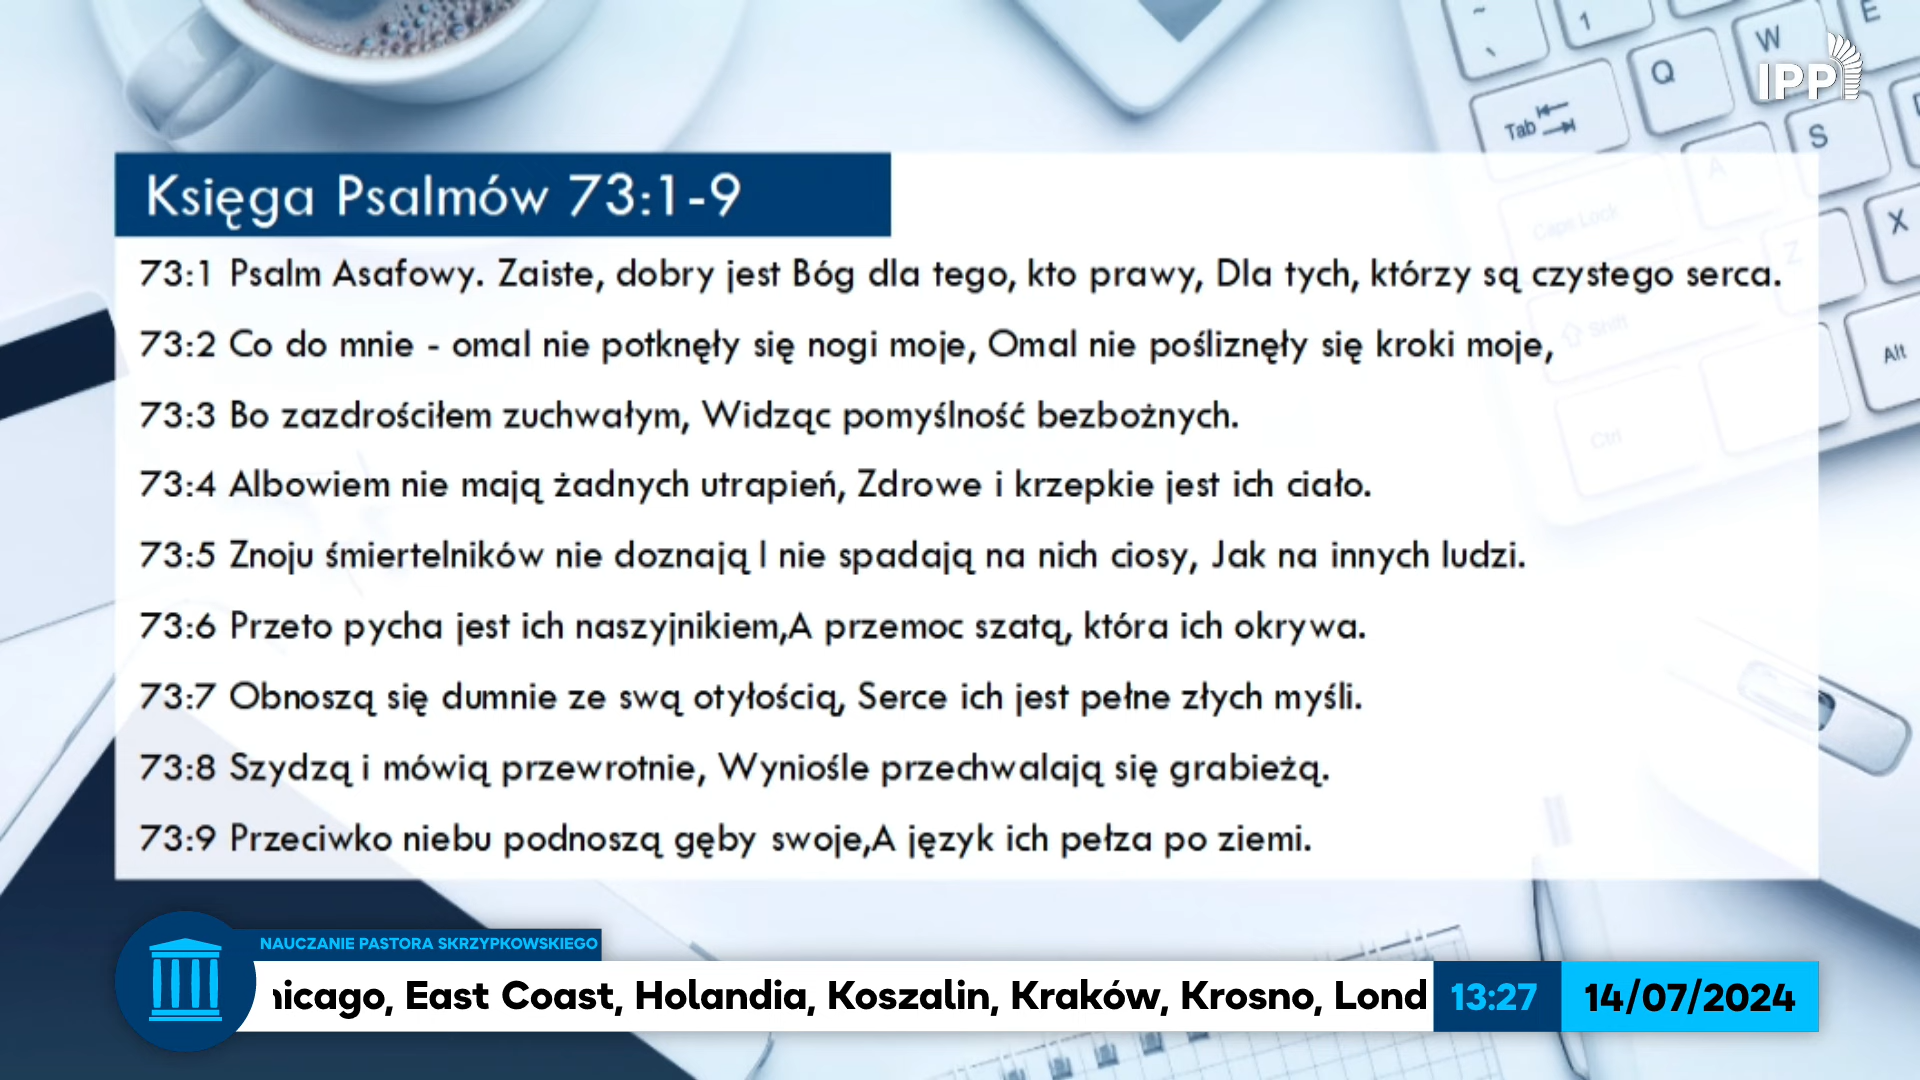 ~
`
1
W
E
Q
IPP
Tab
S
A
Caps Lock
Z
X
Shift
Alt
Ctrl
Księga Psalmów 73:1-9
73:1 Psalm Asafowy. Zaiste, dobry jest Bóg dla tego, kto prawy, Dla tych, którzy są czystego serca.
73:2 Co do mnie - omal nie potknęły się nogi moje, Omal nie pośliznęły się kroki moje,
73:3 Bo zazdrościłem zuchwałym, Widząc pomyślność bezbożnych.
73:4 Albowiem nie mają żadnych utrapień, Zdrowe i krzepkie jest ich ciało.
73:5 Znoju śmiertelników nie doznają I nie spadają na nich ciosy, Jak na innych ludzi.
73:6 Przeto pycha jest ich naszyjnikiem,A przemoc szatą, która ich okrywa.
73:7 Obnoszą się dumnie ze swą otyłością, Serce ich jest pełne złych myśli.
73:8 Szydzą i mówią przewrotnie, Wyniośle przechwalają się grabieżą.
73:9 Przeciwko niebu podnoszą gęby swoje,A język ich pełza po ziemi.
NAUCZANIE PASTORA SKRZYPKOWSKIEGO
hicago, East Coast, Holandia, Koszalin, Kraków, Krosno, Lond 13:27 14/07/2024